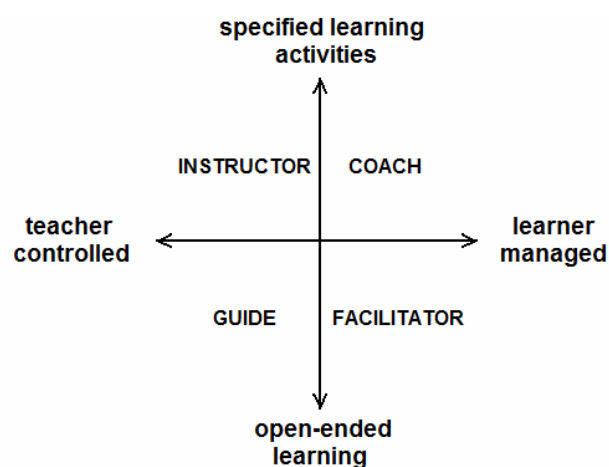 specified learning
activities
INSTRUCTOR COACH
teacher
controlled
learner
managed
GUIDE FACILITATOR
open-ended
learning